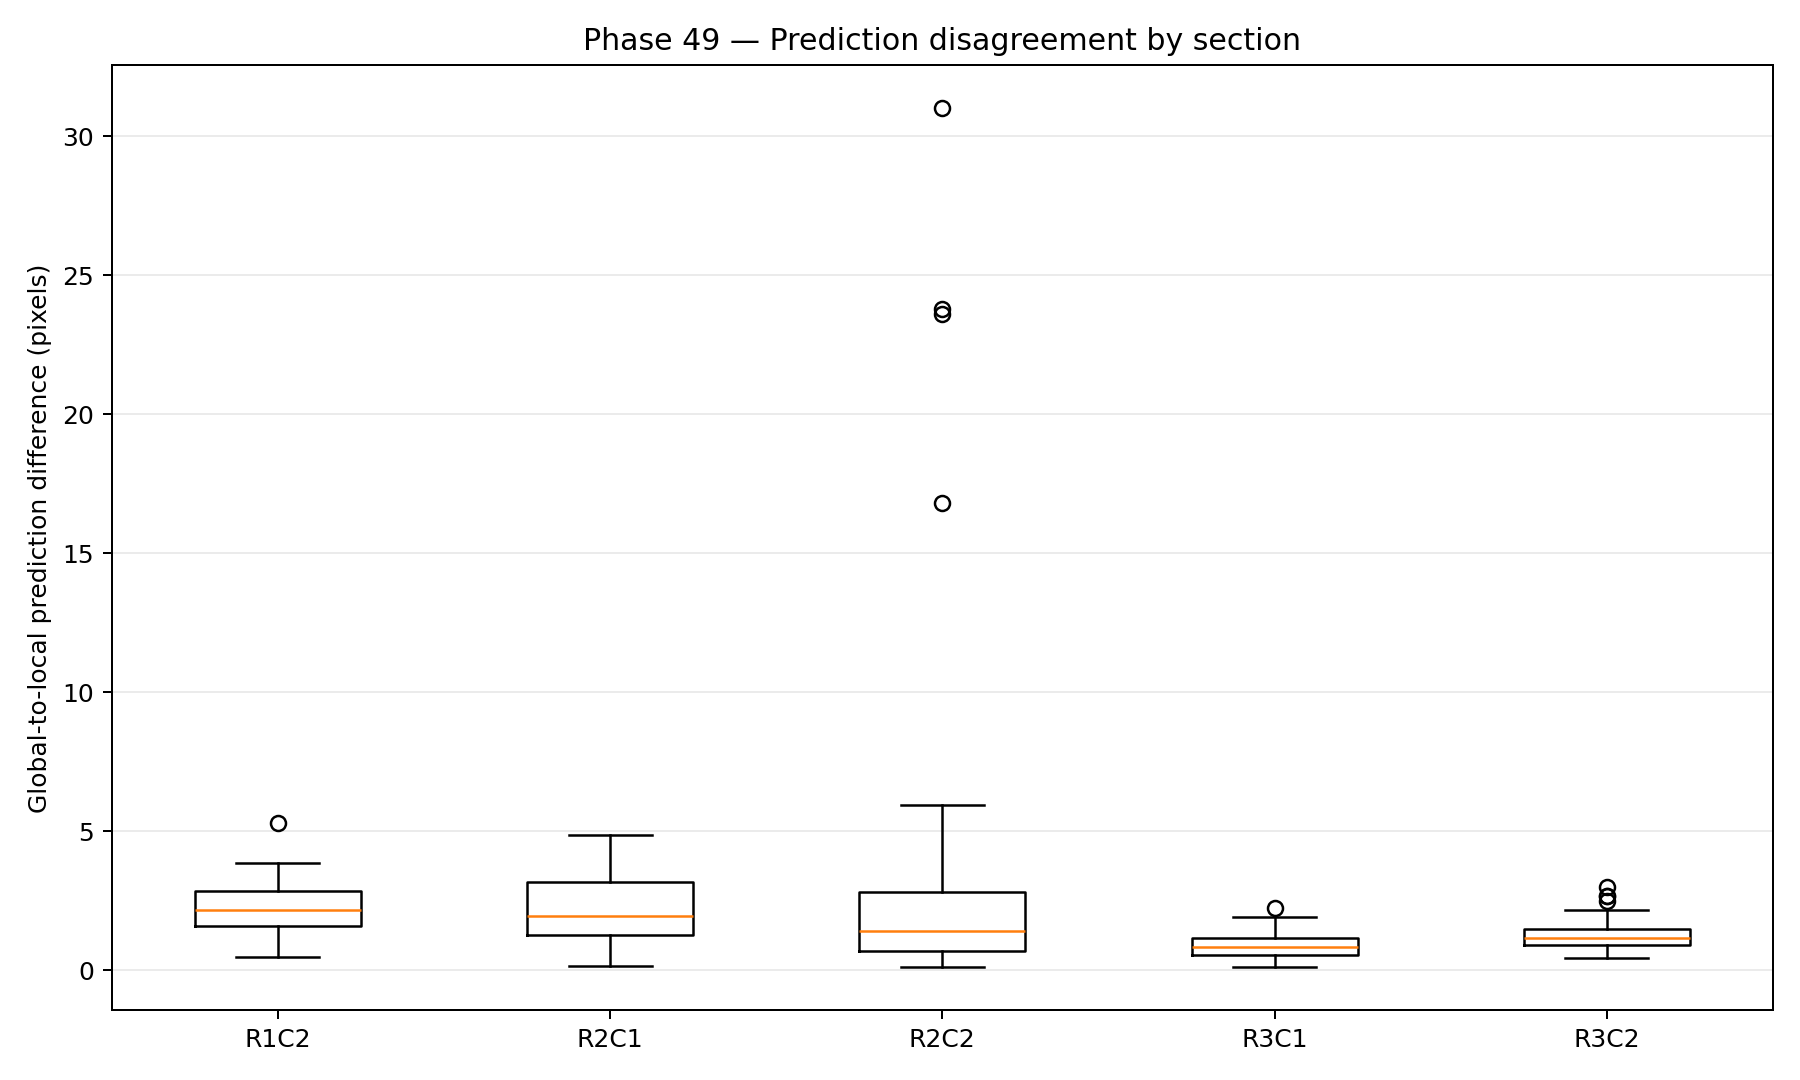 Phase 49 — Prediction disagreement by section
Global-to-local prediction difference (pixels)
30
25
20
15
10
5
0
R1C2 R2C1 R2C2 R3C1 R3C2